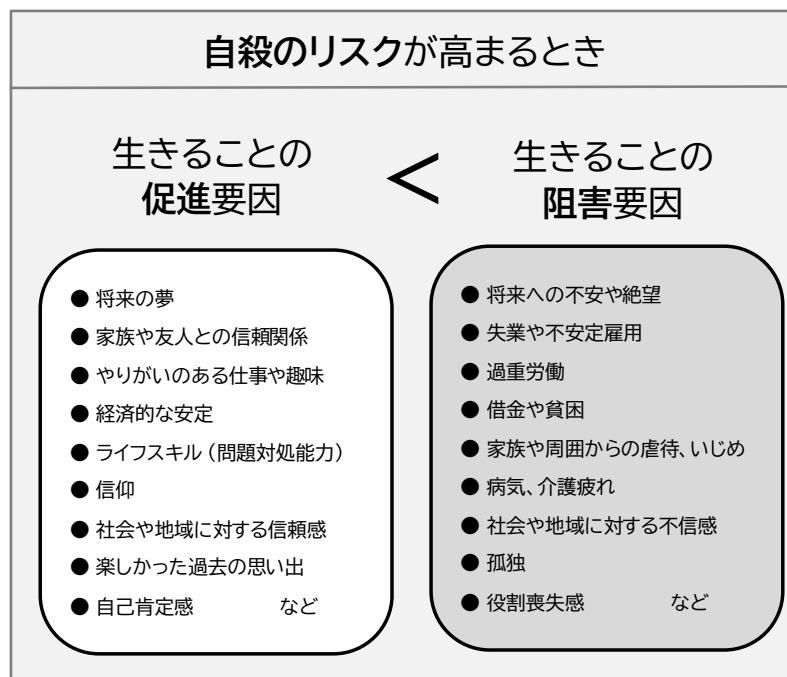 自殺のリスクが高まるとき
生きることの
促進要因
<
生きることの
阻害要因
● 将来の夢
● 家族や友人との信頼関係
● やりがいのある仕事や趣味
● 経済的な安定
● ライフスキル（問題対処能力）
● 信仰
● 社会や地域に対する信頼感
● 楽しかった過去の思い出
● 自己肯定感 など
● 将来への不安や絶望
● 失業や不安定雇用
● 過重労働
● 借金や貧困
● 家族や周囲からの虐待、いじめ
● 病気、介護疲れ
● 社会や地域に対する不信感
● 孤独
● 役割喪失感 など